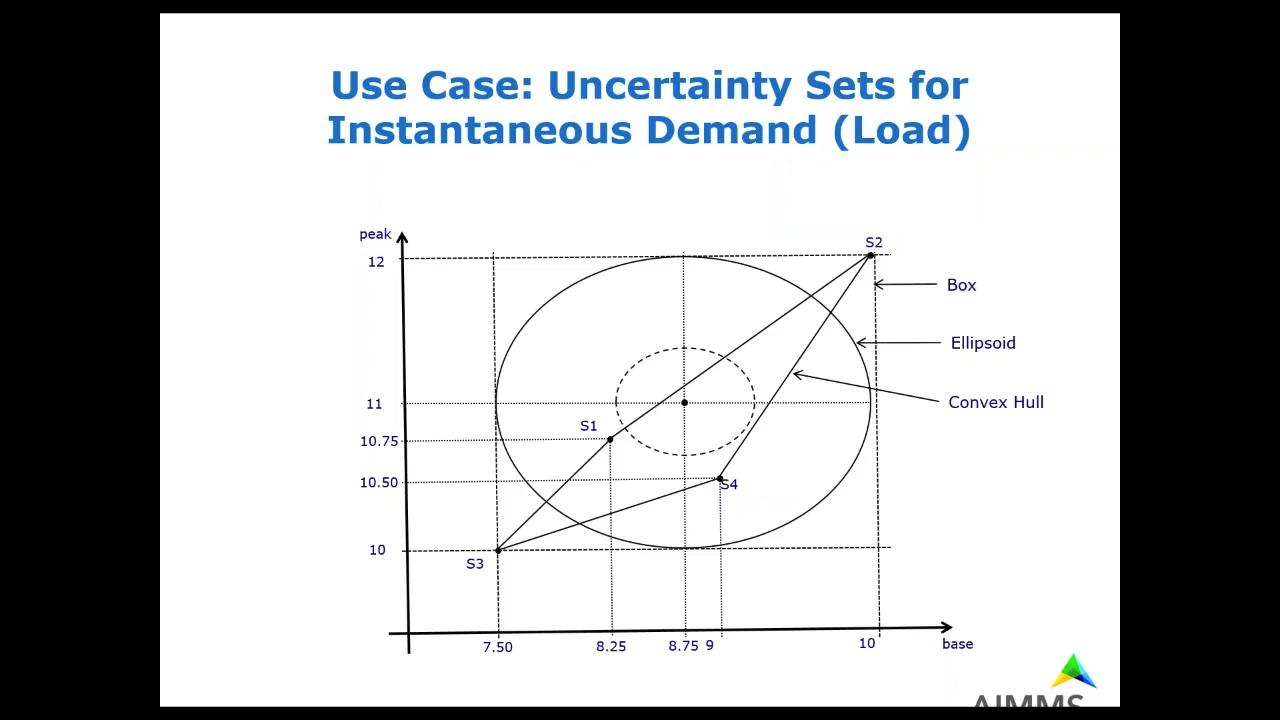 Use Case: Uncertainty Sets for
Instantaneous Demand (Load)
peak
S2
12
Box
Ellipsoid
11
Convex Hull
S1
10.75
10.50
S4
10
S3
7.50
8.25
8.75
9
10
base
AIMMS